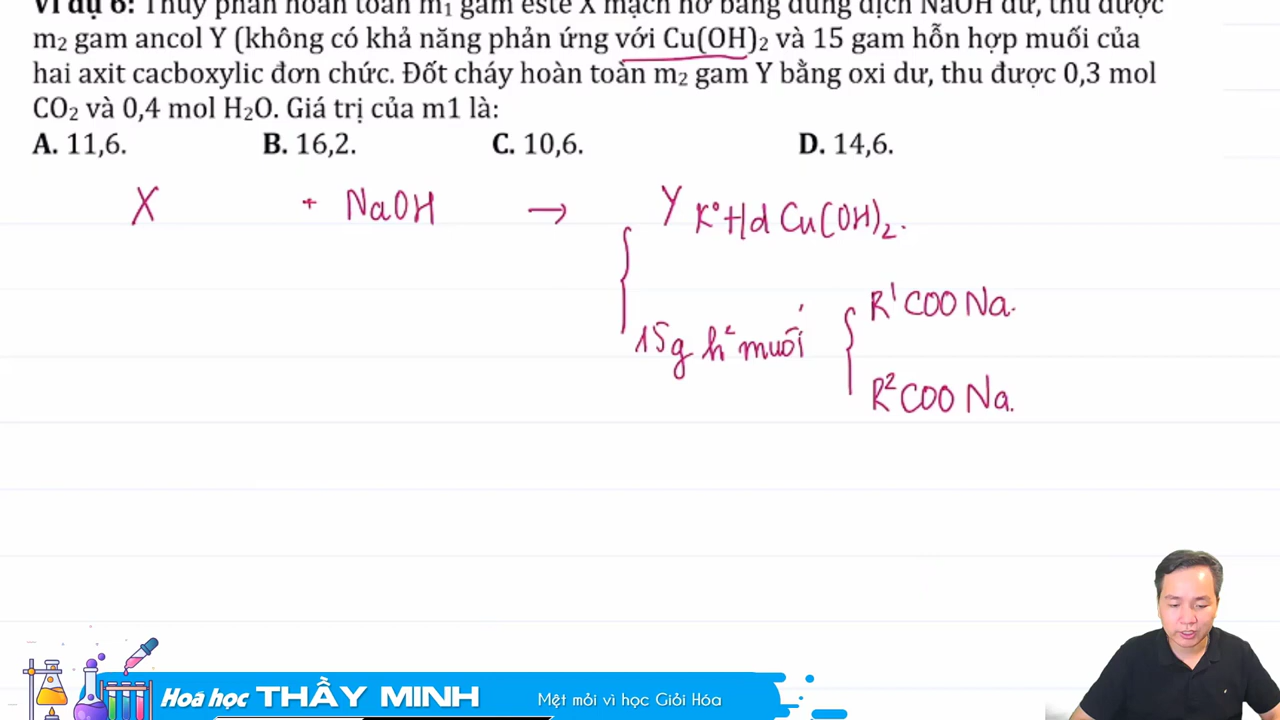 Ví dụ 6: Thủy phân hoàn toàn m₁ gam este X mạch hở bằng dung dịch NaOH dư, thu được
m₂ gam ancol Y (không có khả năng phản ứng với Cu(OH)₂ và 15 gam hỗn hợp muối của
hai axit cacboxylic đơn chức. Đốt cháy hoàn toàn m₂ gam Y bằng oxi dư, thu được 0,3 mol
CO₂ và 0,4 mol H₂O. Giá trị của m1 là:
A. 11,6. B. 16,2. C. 10,6. D. 14,6.
X + NaOH → Y K° t/d Cu(OH)₂.
15g h² muối
R¹COONa.
R²COONa.
Hoá học THẦY MINH Mệt mỏi vì học Giỏi Hóa